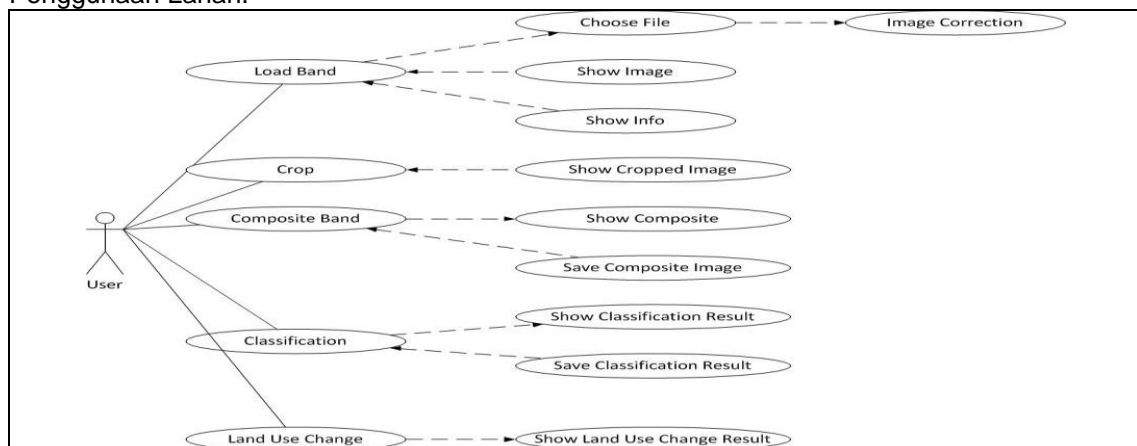 Penggunaan Lahan.
Choose File
Image Correction
Load Band
Show Image
Show Info
Crop
Show Cropped Image
Composite Band
Show Composite
User
Save Composite Image
Show Classification Result
Classification
Save Classification Result
Land Use Change
Show Land Use Change Result